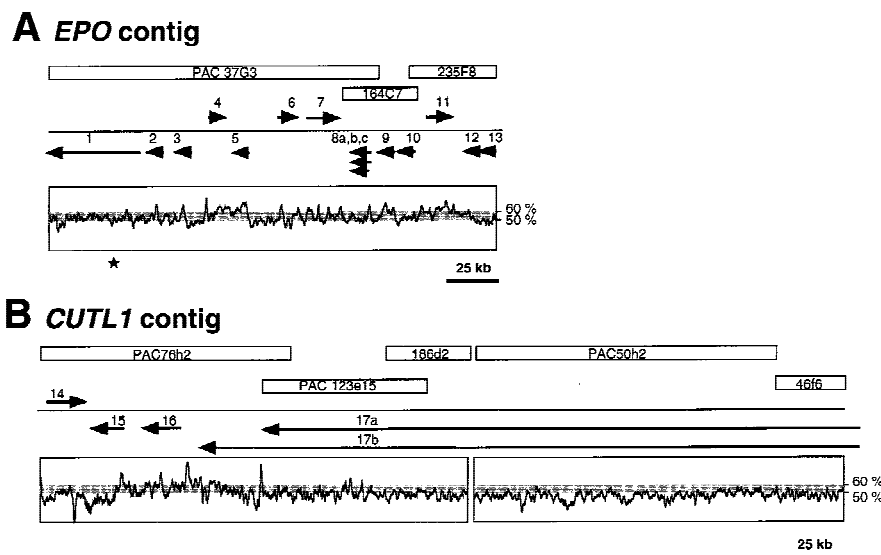 A EPO contig
PAC 37G3
235F8
164C7
4 6 7 11
1 2 3 5 8a,b,c 9 10 12 13
60 %
50 %
25 kb
B CUTL1 contig
PAC76h2
186d2
PAC50h2
PAC 123e15
46f6
14
15 16 17a
17b
60 %
50 %
25 kb